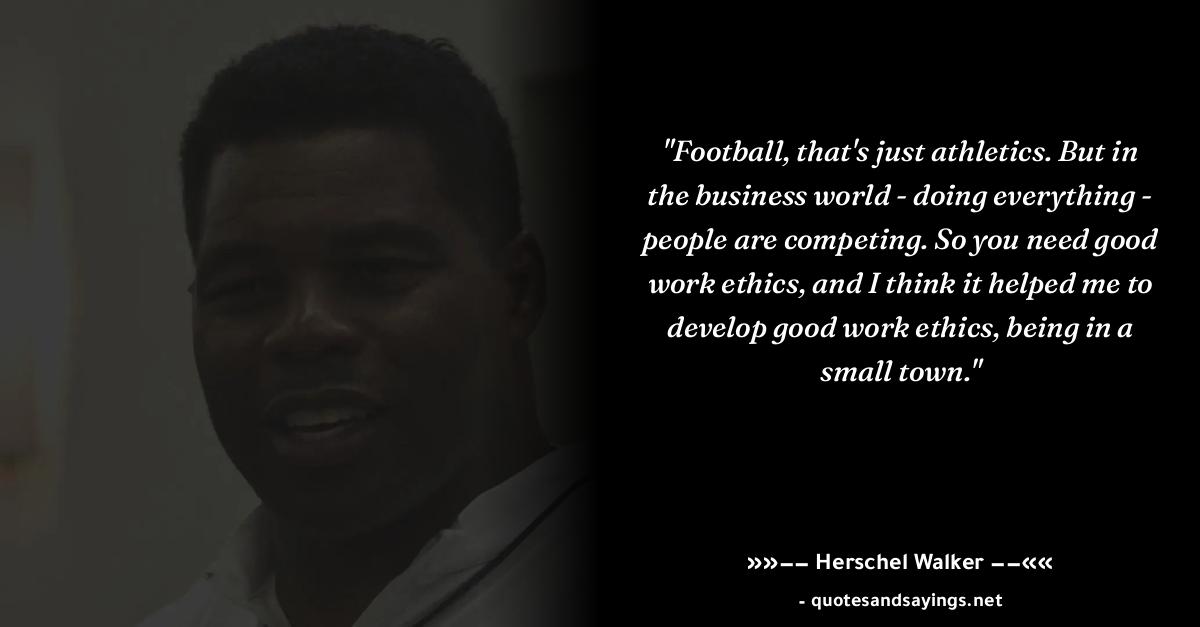 "Football, that's just athletics. But in
the business world - doing everything -
people are competing. So you need good
work ethics, and I think it helped me to
develop good work ethics, being in a
small town."
»»−− Herschel Walker −−««
- quotesandsayings.net